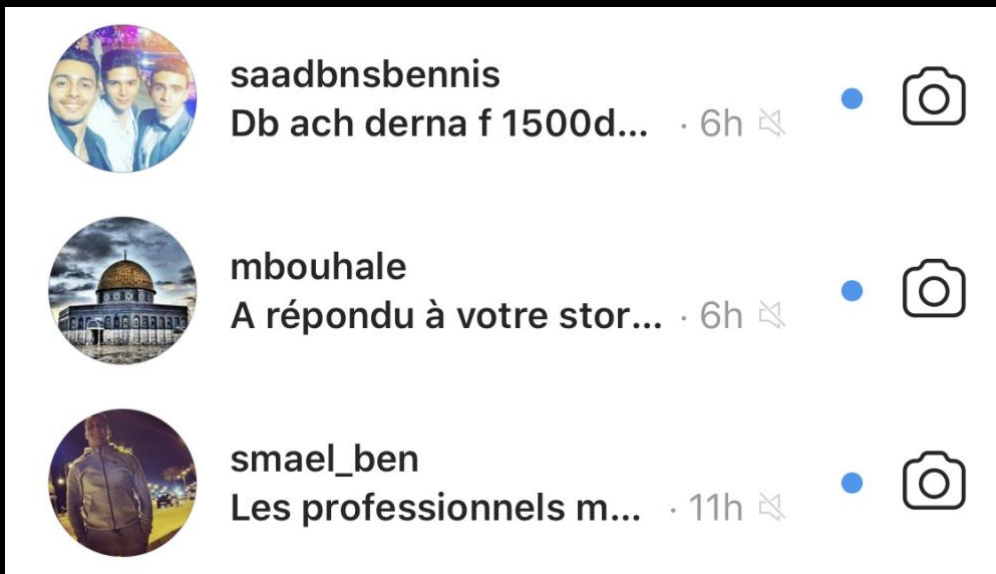 saadbnsbennis
Db ach derna f 1500d... · 6h
mbouhale
A répondu à votre stor... · 6h
smael_ben
Les professionnels m... · 11h